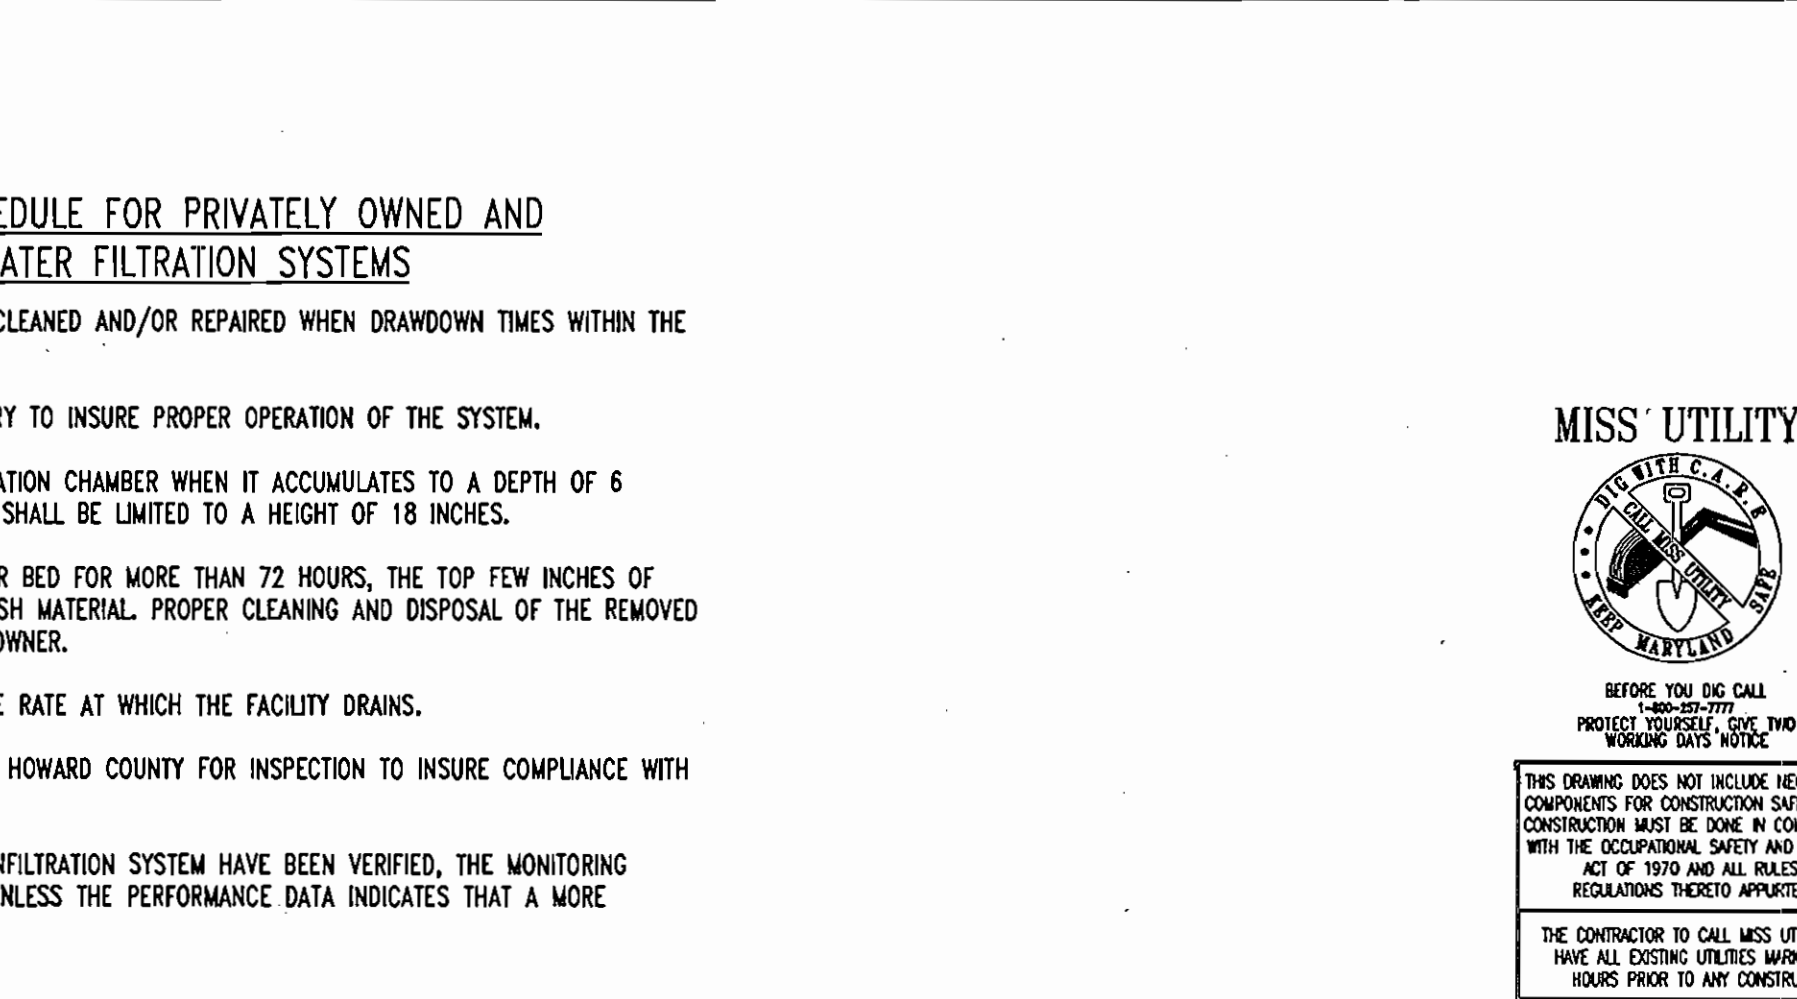 EDULE FOR PRIVATELY OWNED AND
ATER FILTRATION SYSTEMS
CLEANED AND/OR REPAIRED WHEN DRAWDOWN TIMES WITHIN THE
RY TO INSURE PROPER OPERATION OF THE SYSTEM.
ATION CHAMBER WHEN IT ACCUMULATES TO A DEPTH OF 6
SHALL BE LIMITED TO A HEIGHT OF 18 INCHES.
R BED FOR MORE THAN 72 HOURS, THE TOP FEW INCHES OF
SH MATERIAL. PROPER CLEANING AND DISPOSAL OF THE REMOVED
OWNER.
E RATE AT WHICH THE FACILITY DRAINS.
HOWARD COUNTY FOR INSPECTION TO INSURE COMPLIANCE WITH
NFILTRATION SYSTEM HAVE BEEN VERIFIED, THE MONITORING
NLESS THE PERFORMANCE DATA INDICATES THAT A MORE
MISS UTILITY
DIG WITH C.A.R.E
CALL MISS UTILITY
KEEP MARYLAND SAFE
BEFORE YOU DIG CALL
1-800-257-7777
PROTECT YOURSELF, GIVE TWO
WORKING DAYS NOTICE
THIS DRAWING DOES NOT INCLUDE NE
COMPONENTS FOR CONSTRUCTION SAF
CONSTRUCTION MUST BE DONE IN CO
WITH THE OCCUPATIONAL SAFETY AND
ACT OF 1970 AND ALL RULES
REGULATIONS THERETO APPURTE
THE CONTRACTOR TO CALL MISS UT
HAVE ALL EXISTING UTILITIES MARK
HOURS PRIOR TO ANY CONSTRU